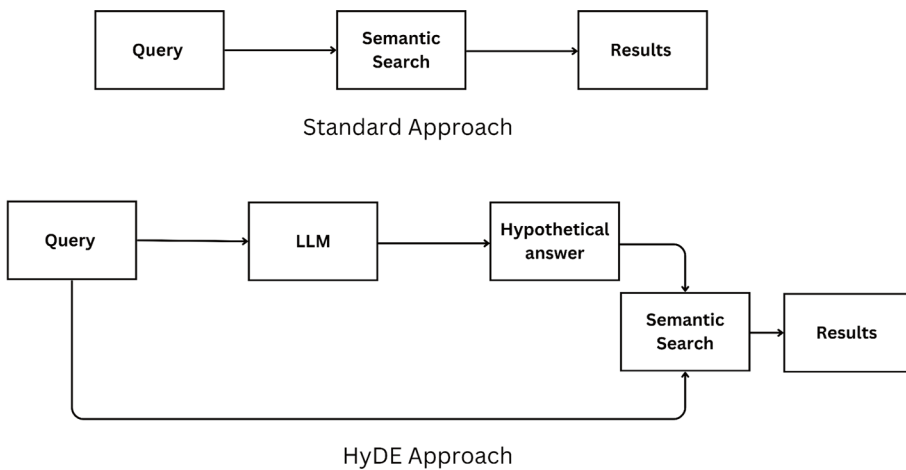 Query
Semantic
Search
Results
Standard Approach
Query
LLM
Hypothetical
answer
Semantic
Search
Results
HyDE Approach